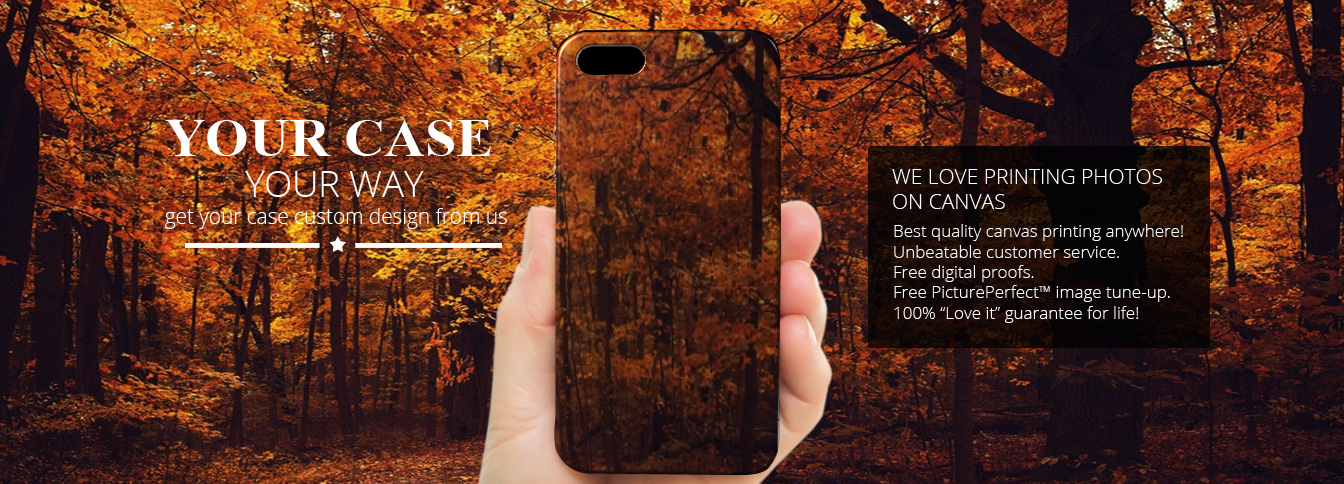 YOUR CASE
YOUR WAY
get your case custom design from us
WE LOVE PRINTING PHOTOS
ON CANVAS
Best quality canvas printing anywhere!
Unbeatable customer service.
Free digital proofs.
Free PicturePerfect™ image tune-up.
100% “Love it” guarantee for life!